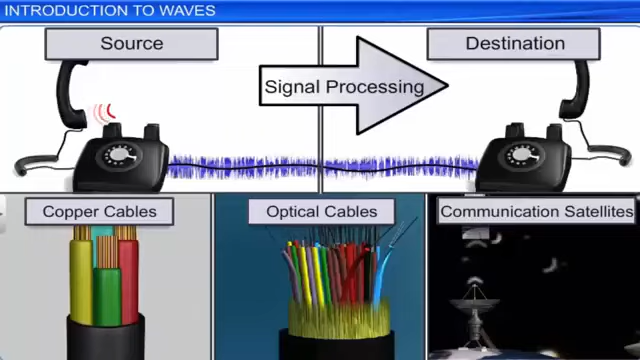 INTRODUCTION TO WAVES
Source
Destination
Signal Processing
Copper Cables
Optical Cables
Communication Satellites